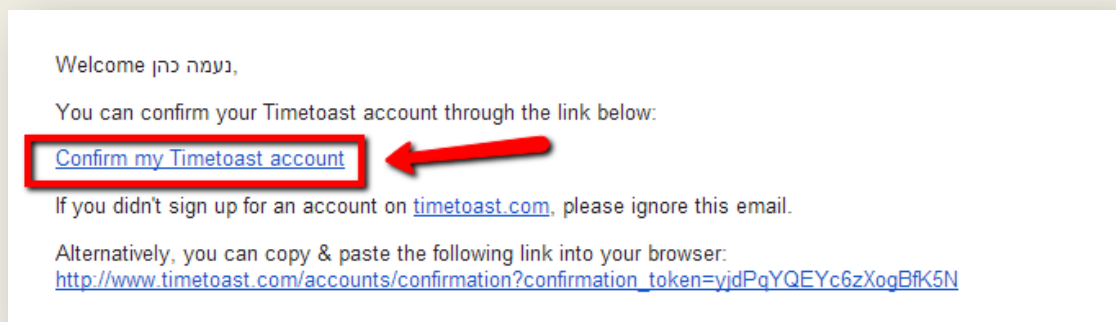 Welcome נעמה כהן,
You can confirm your Timetoast account through the link below:
Confirm my Timetoast account
If you didn't sign up for an account on timetoast.com, please ignore this email.
Alternatively, you can copy & paste the following link into your browser:
http://www.timetoast.com/accounts/confirmation?confirmation_token=yjdPqYQEYc6zXogBfK5N